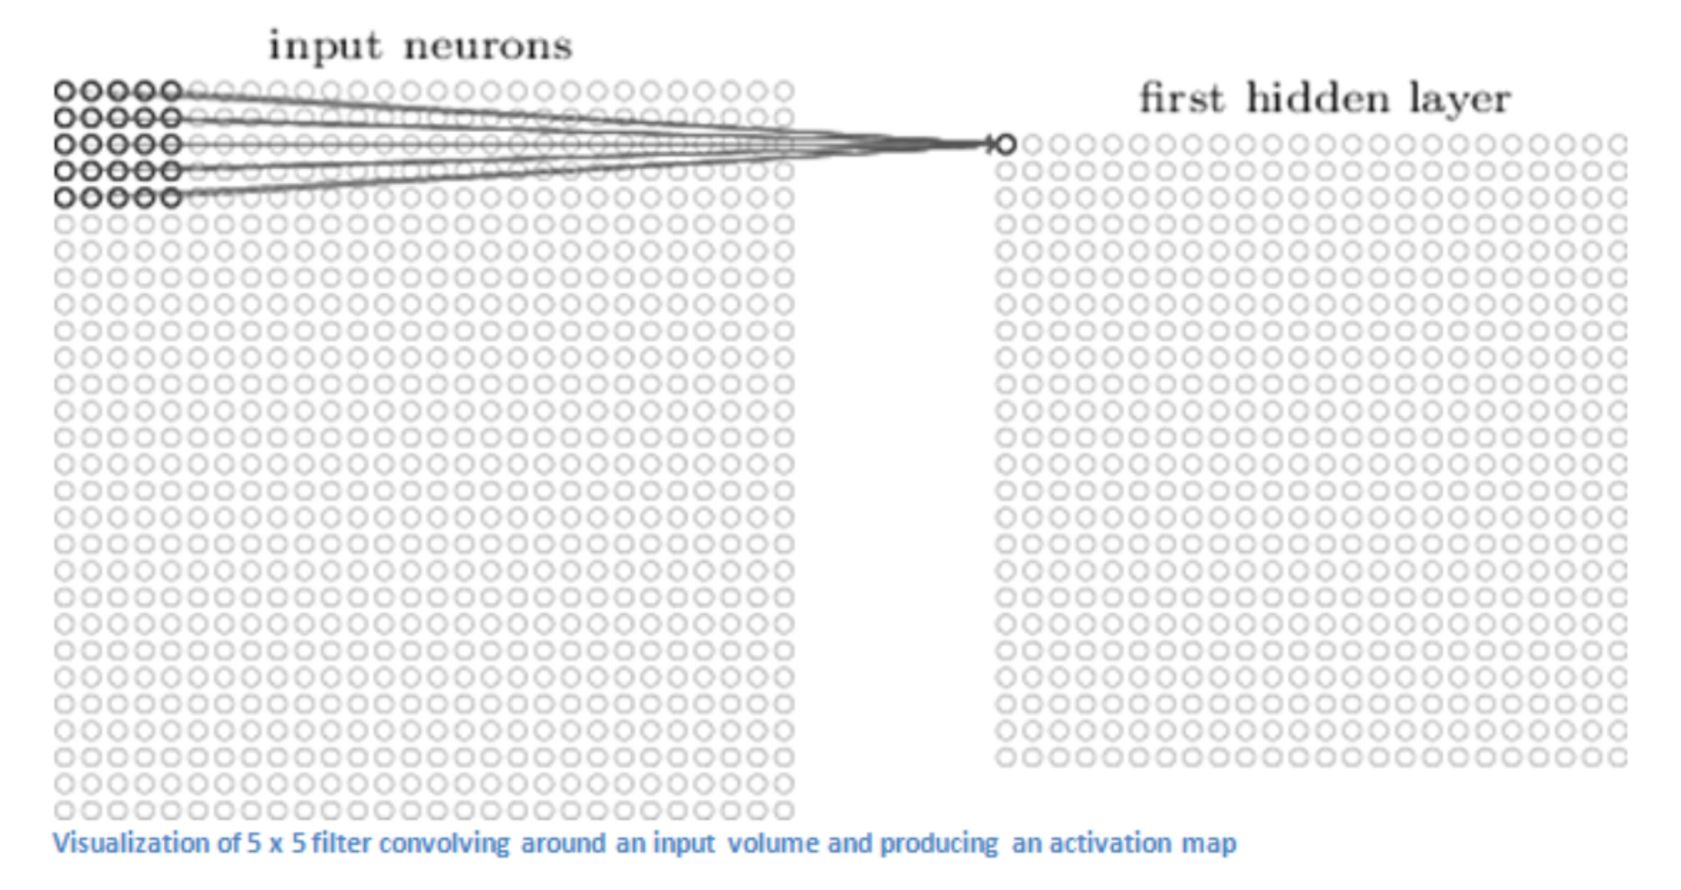 input neurons
first hidden layer
Visualization of 5 x 5 filter convolving around an input volume and producing an activation map